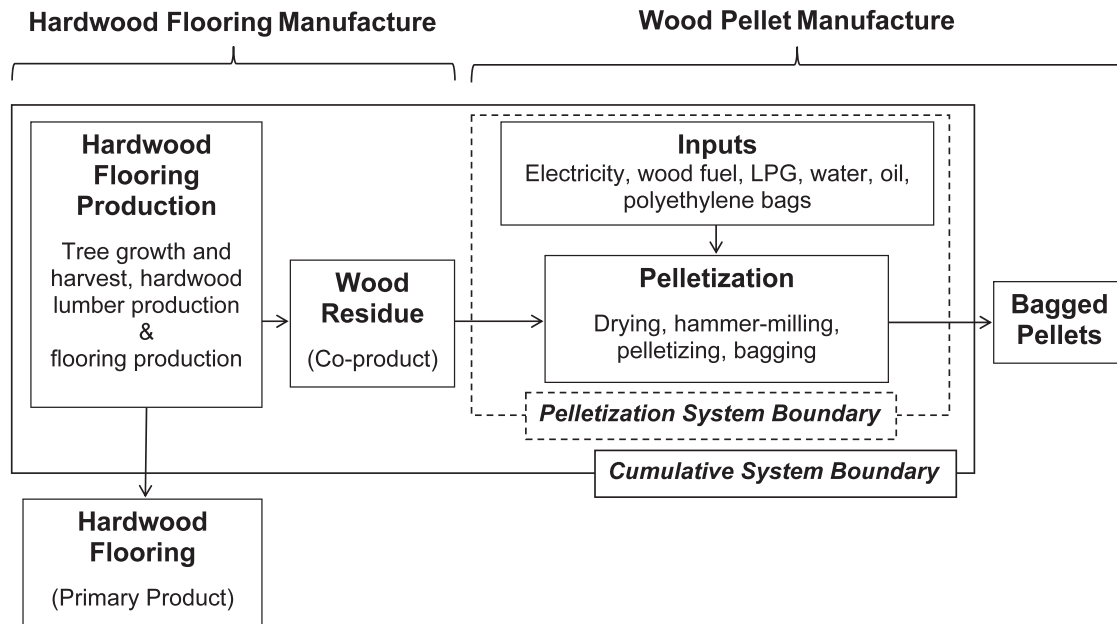 Hardwood Flooring Manufacture
Wood Pellet Manufacture
Hardwood
Flooring
Production
Tree growth and
harvest, hardwood
lumber production
&
flooring production
Wood
Residue
(Co-product)
Inputs
Electricity, wood fuel, LPG, water, oil,
polyethylene bags
Pelletization
Drying, hammer-milling,
pelletizing, bagging
Pelletization System Boundary
Cumulative System Boundary
Bagged
Pellets
Hardwood
Flooring
(Primary Product)